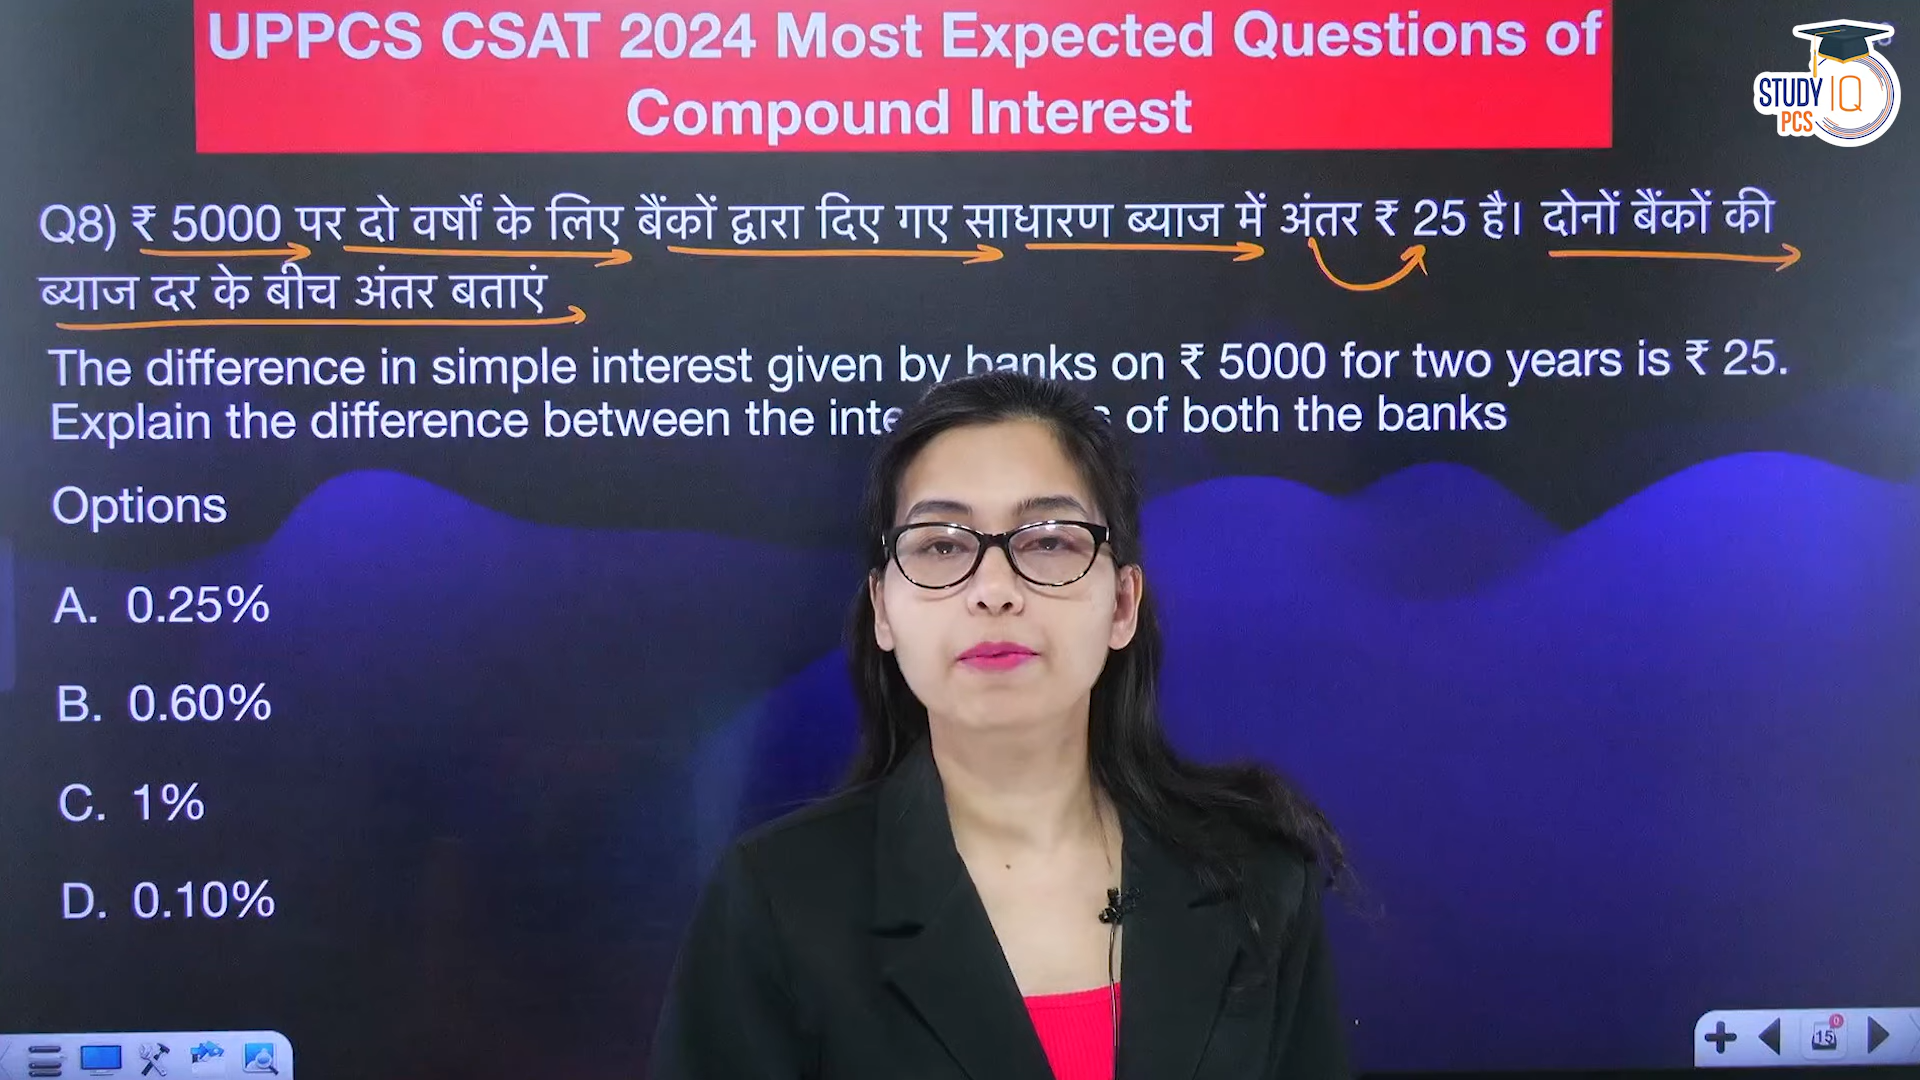 UPPCS CSAT 2024 Most Expected Questions of
Compound Interest
STUDY IQ
PCS
Q8) ₹ 5000 पर दो वर्षों के लिए बैंकों द्वारा दिए गए साधारण ब्याज में अंतर ₹ 25 है। दोनों बैंकों की
ब्याज दर के बीच अंतर बताएं
The difference in simple interest given by banks on ₹ 5000 for two years is ₹ 25.
Explain the difference between the of both the banks
Options
A. 0.25%
B. 0.60%
C. 1%
D. 0.10%
15
0